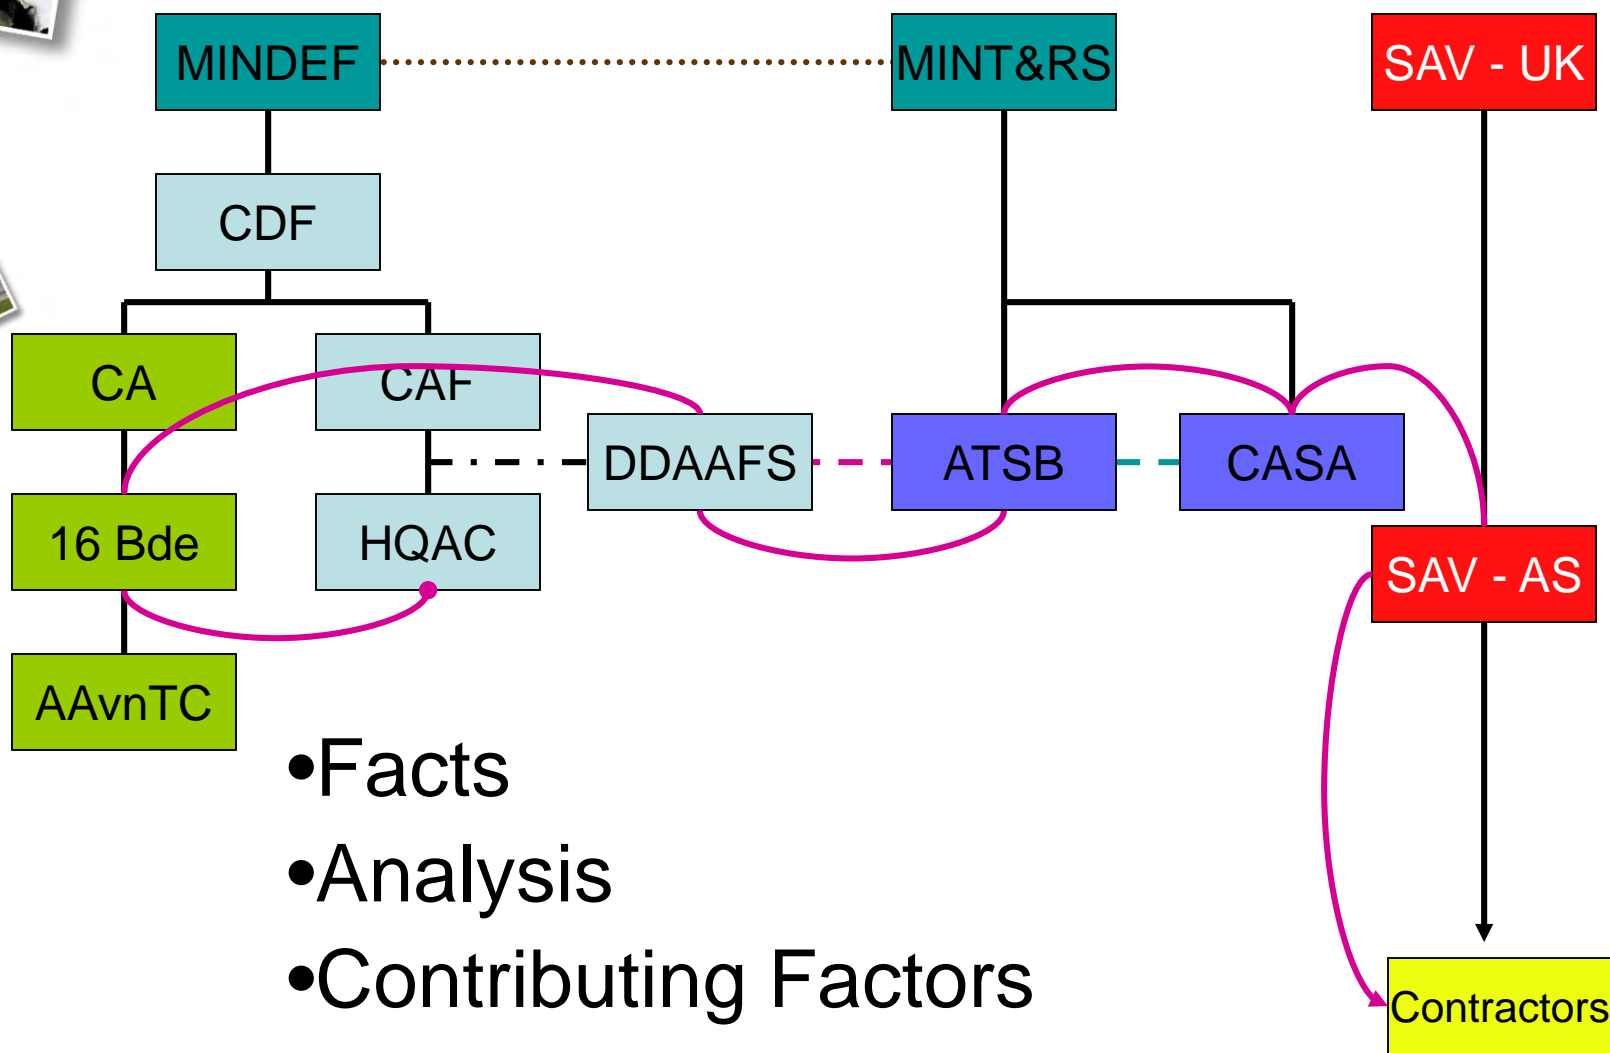 MINDEF
MINT&RS
SAV - UK
CDF
CA
CAF
DDAAFS
ATSB
CASA
16 Bde
HQAC
SAV - AS
AAvnTC
•Facts
•Analysis
•Contributing Factors
Contractors